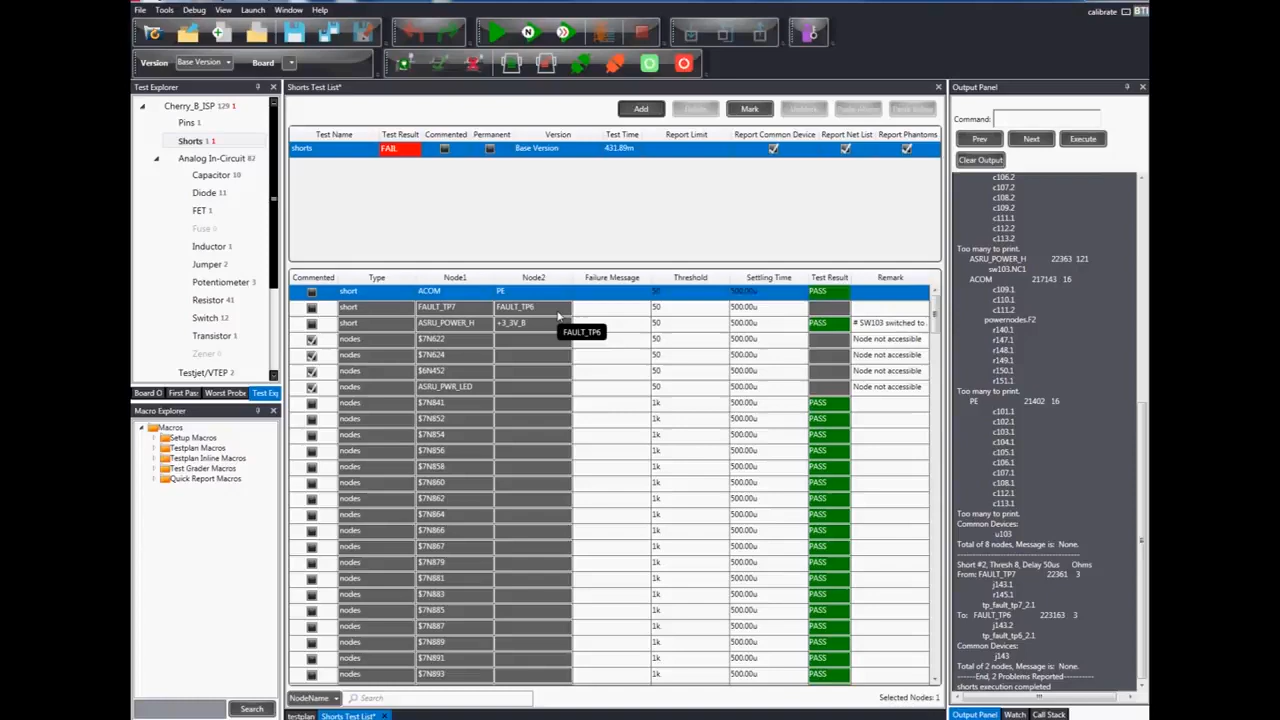 File Tools Debug View Launch Help
calibrate BTI
Version Base Version Board
Test Explorer
Cherry_B_ISP 129 1
Pins 1
Shorts 1 1
Analog In-Circuit 82
Capacitor 10
Diode 11
FET 1
Fuse 0
Inductor 1
Jumper 2
Potentiometer 3
Resistor 41
Switch 12
Transistor 1
Zener 0
Testjet/VTEP 2
Board O First Pas Worst Probe Test Exp
Macro Explorer
Macros
Setup Macros
Testplan Macros
Testplan Inline Macros
Test Grader Macros
Quick Report Macros
Search
Shorts Test List*
Add Mark
Test Name Test Result Commented Permanent Version Test Time Report Limit Report Common Device Report Net List Report Phantoms
shorts FAIL Base Version 431.89m
Commented Type Node1 Node2 Failure Message Threshold Settling Time Test Result Remark
short ACOM PE 50 500.00u PASS
short FAULT_TP7 FAULT_TP6 50 500.00u
short ASRU_POWER_H +3_3V_B 50 500.00u PASS # SW103 switched to..
FAULT_TP6
nodes $7N622 50 500.00u Node not accessible
nodes $7N624 50 500.00u Node not accessible
nodes $6N452 50 500.00u Node not accessible
nodes ASRU_PWR_LED 50 500.00u Node not accessible
nodes $7N841 1k 500.00u PASS
nodes $7N852 1k 500.00u PASS
nodes $7N854 1k 500.00u PASS
nodes $7N856 1k 500.00u PASS
nodes $7N858 1k 500.00u PASS
nodes $7N860 1k 500.00u PASS
nodes $7N862 1k 500.00u PASS
nodes $7N864 1k 500.00u PASS
nodes $7N866 1k 500.00u PASS
nodes $7N867 1k 500.00u PASS
nodes $7N879 1k 500.00u PASS
nodes $7N881 1k 500.00u PASS
nodes $7N883 1k 500.00u PASS
nodes $7N885 1k 500.00u PASS
nodes $7N887 1k 500.00u PASS
nodes $7N889 1k 500.00u PASS
nodes $7N891 1k 500.00u PASS
nodes $7N893 1k 500.00u PASS
NodeName Search Selected Nodes: 1
testplan Shorts Test List*
Output Panel
Command:
Prev Next Execute
Clear Output
c106.2
c107.2
c108.2
c109.2
c111.1
c112.2
c113.2
Too many to print.
ASRU_POWER_H 22363 121
sw103.NC1
ACOM 217143 16
c109.1
c110.1
c111.2
powernodes.F2
r140.1
r147.1
r148.1
r149.1
r150.1
r151.1
Too many to print.
PE 21402 16
c101.1
c102.1
c103.1
c104.1
c105.1
c106.1
c107.1
c108.1
c112.1
c113.1
Too many to print.
Common Devices:
u103
Total of 8 nodes, Message is: None.
----------------------------------------
Short #2, Thresh 8, Delay 50us Ohms
From: FAULT_TP7 22361 3
j143.1
r145.1
tp_fault_tp7_2.1
To: FAULT_TP6 223163 3
j143.2
tp_fault_tp6_2.1
Common Devices:
j143
Total of 2 nodes, Message is: None.
------End, 2 Problems Reported------
shorts execution completed
Output Panel Watch Call Stack